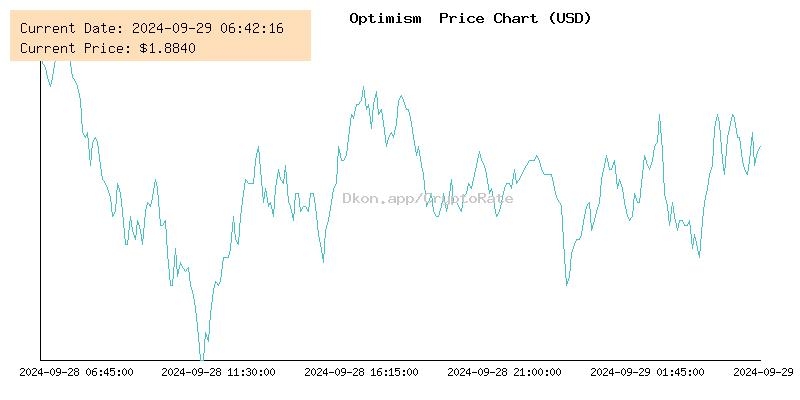 Optimism Price Chart (USD)
Current Date: 2024-09-29 06:42:16
Current Price: $1.8840
Dkon.app/CryptoRate
2024-09-28 06:45:00 2024-09-28 11:30:00 2024-09-28 16:15:00 2024-09-28 21:00:00 2024-09-29 01:45:00 2024-09-29